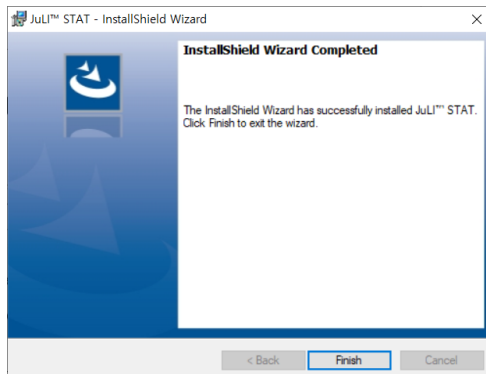 JuLI™ STAT - InstallShield Wizard
InstallShield Wizard Completed
The InstallShield Wizard has successfully installed JuLI™ STAT.
Click Finish to exit the wizard.
< Back
Finish
Cancel